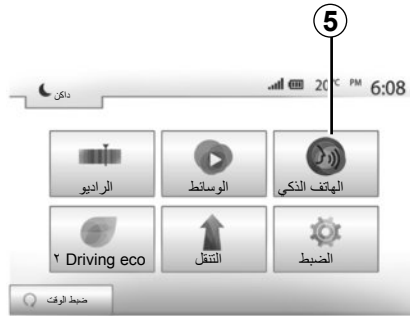 5
داكن
20°C PM 6:08
الراديو
الوسائط
الهاتف الذكي
Driving eco ٢
التنقل
الضبط
ضبط الوقت